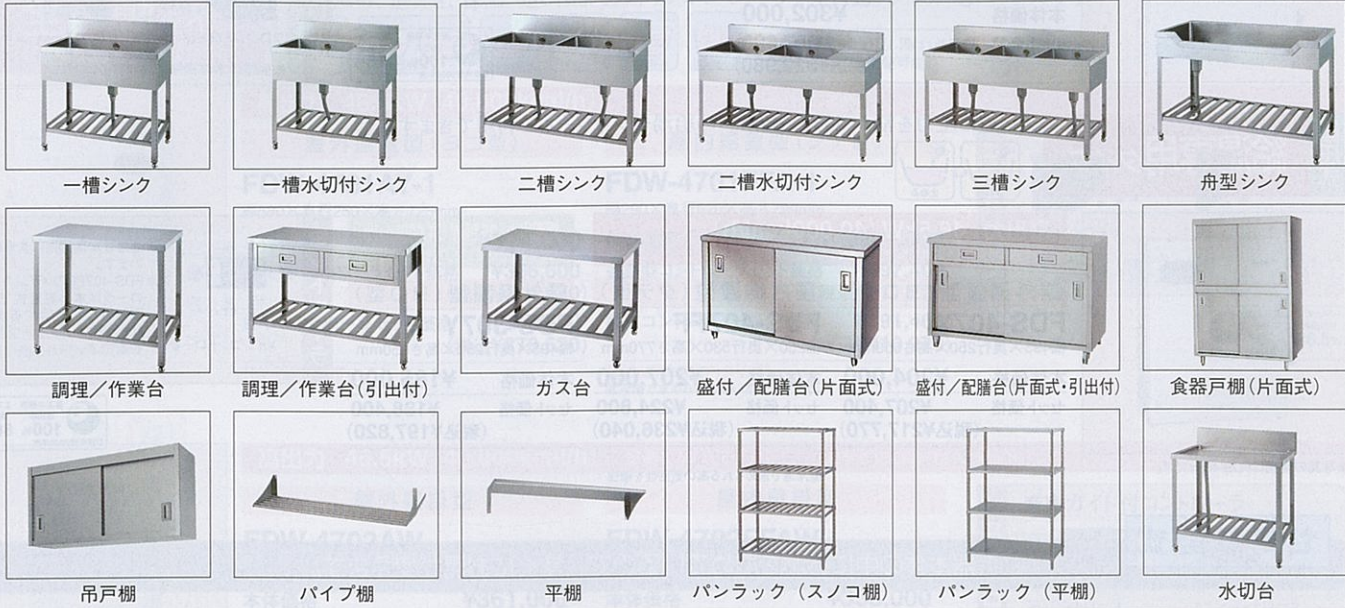 一槽シンク
一槽水切付シンク
二槽シンク
二槽水切付シンク
三槽シンク
舟型シンク
調理／作業台
調理／作業台(引出付)
ガス台
盛付／配膳台(片面式)
盛付／配膳台(片面式・引出付)
食器戸棚(片面式)
吊戸棚
パイプ棚
平棚
パンラック（スノコ棚）
パンラック（平棚）
水切台